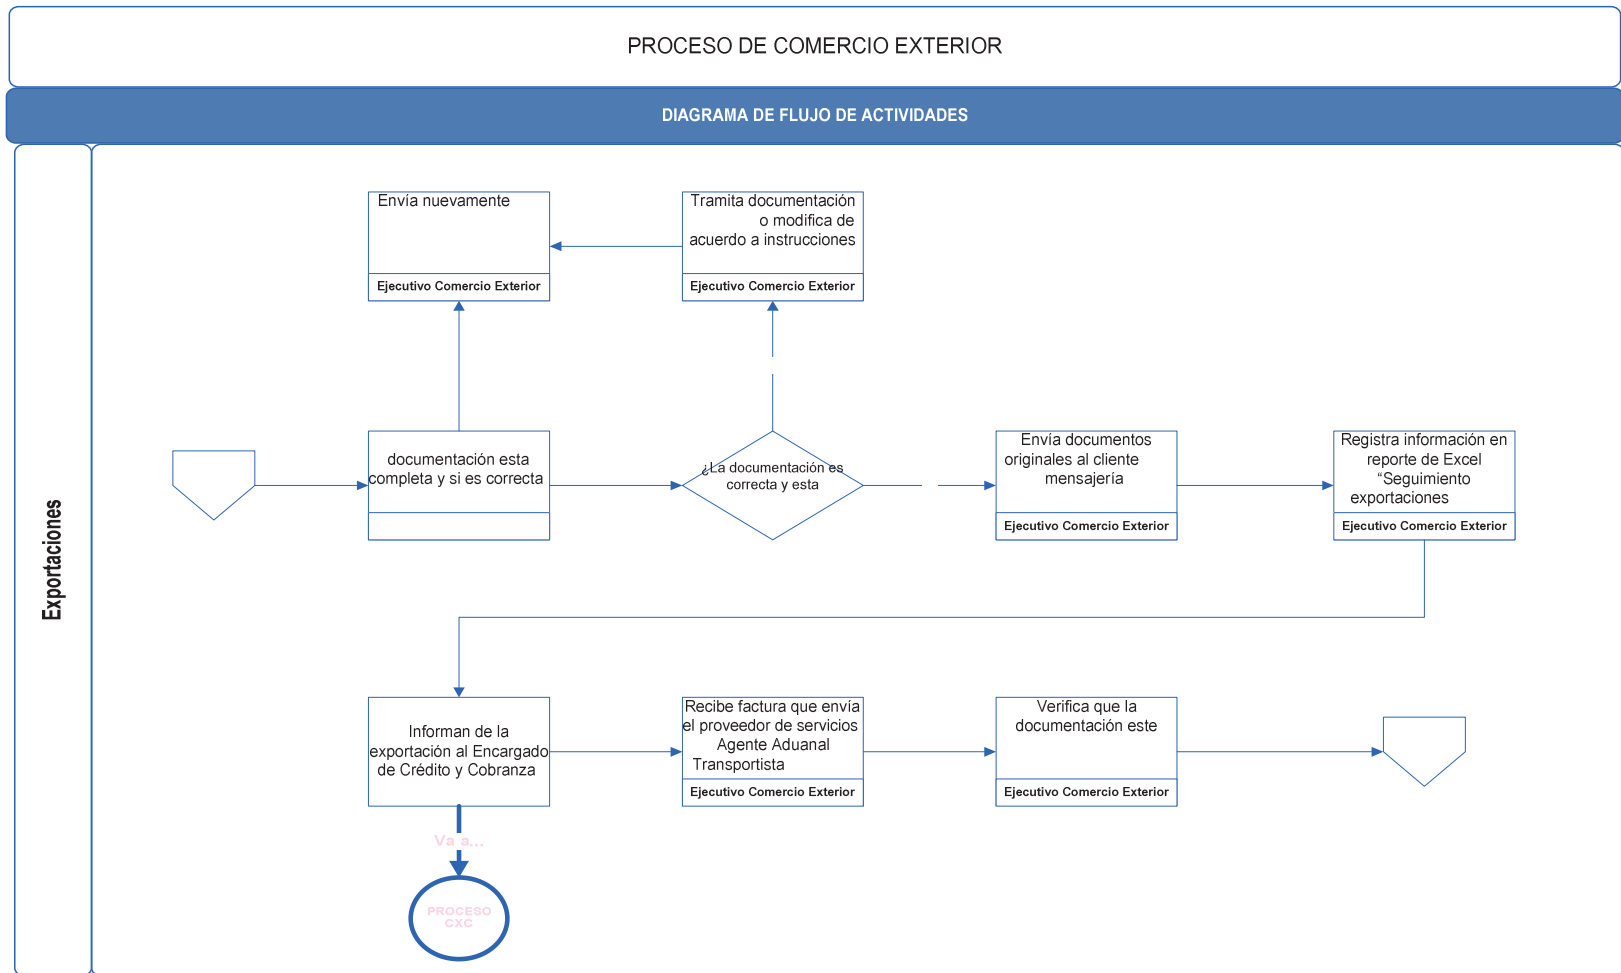 PROCESO DE COMERCIO EXTERIOR
DIAGRAMA DE FLUJO DE ACTIVIDADES
Exportaciones
Envía nuevamente
Ejecutivo Comercio Exterior
Tramita documentación
o modifica de
acuerdo a instrucciones
Ejecutivo Comercio Exterior
documentación esta
completa y si es correcta
¿La documentación es
correcta y esta
Envía documentos
originales al cliente
mensajería
Ejecutivo Comercio Exterior
Registra información en
reporte de Excel
“Seguimiento
exportaciones
Ejecutivo Comercio Exterior
Informan de la
exportación al Encargado
de Crédito y Cobranza
Recibe factura que envía
el proveedor de servicios
Agente Aduanal
Transportista
Ejecutivo Comercio Exterior
Verifica que la
documentación este
Ejecutivo Comercio Exterior
Va a...
PROCESO
CXC